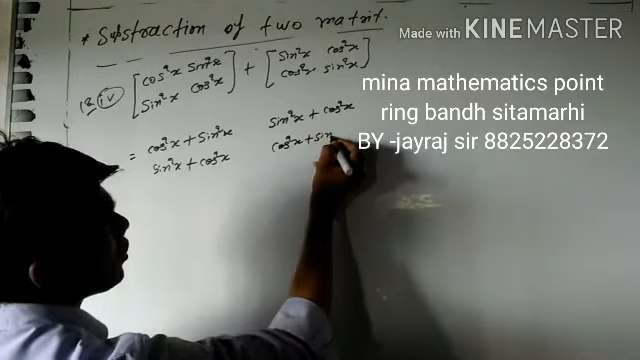 Made with KINEMASTER
* Substraction of two matrix.
12. iv) [cos²x sin²x] + [sin²x cos²x]
[sin²x cos²x] [cos²x sin²x]
mina mathematics point
ring bandh sitamarhi
BY -jayraj sir 8825228372
= cos²x + sin²x sin²x + cos²x
sin²x + cos²x cos²x + sin